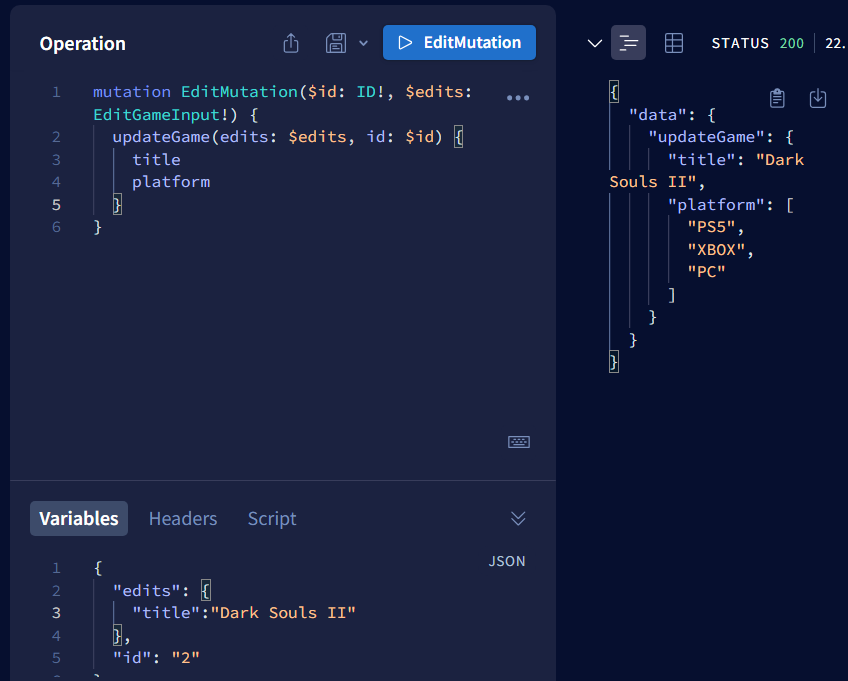 Operation
EditMutation
1 mutation EditMutation($id: ID!, $edits:
EditGameInput!) {
2 updateGame(edits: $edits, id: $id) {
3 title
4 platform
5 }
6 }
Variables Headers Script
JSON
1 {
2 "edits": {
3 "title":"Dark Souls II"
4 },
5 "id": "2"
}
STATUS 200 22.
{
"data": {
"updateGame": {
"title": "Dark
Souls II",
"platform": [
"PS5",
"XBOX",
"PC"
]
}
}
}